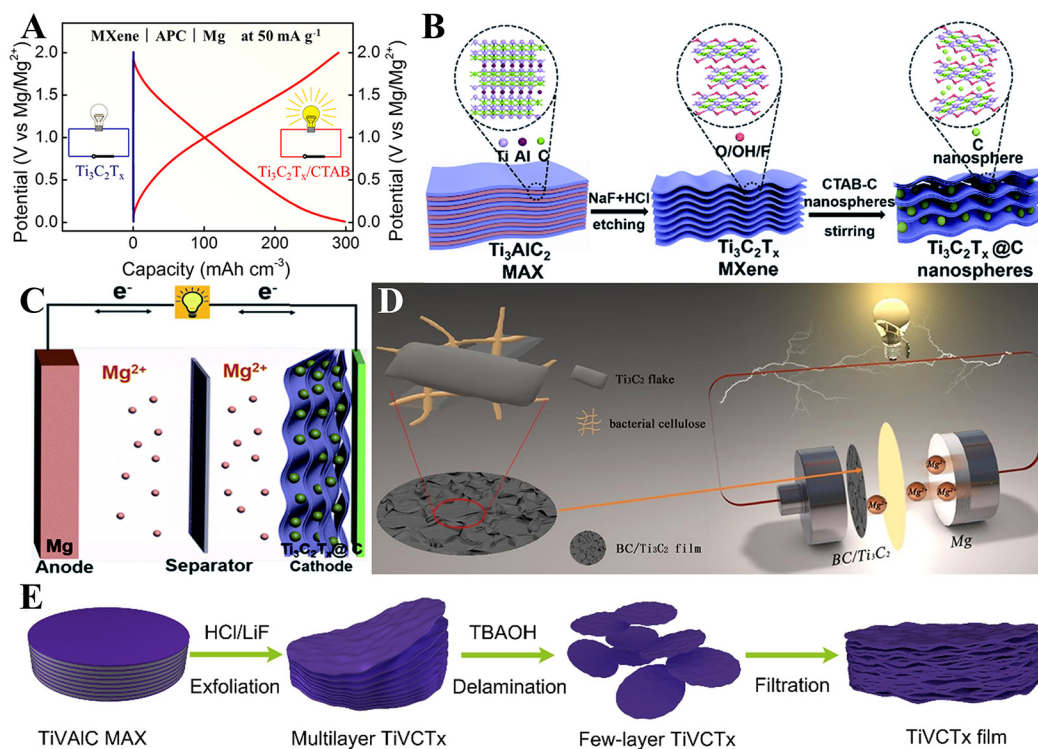 A
MXene | APC | Mg at 50 mA g⁻¹
Potential (V vs Mg/Mg²⁺)
2.0
1.5
1.0
0.5
0.0
Ti₃C₂Tₓ
Ti₃C₂Tₓ/CTAB
2.0
1.5
1.0
0.5
0.0
Potential (V vs Mg/Mg²⁺)
0 100 200 300
Capacity (mAh cm⁻³)
B
Ti Al C
O/OH/F
C
nanosphere
NaF+HCl
etching
CTAB-C
nanospheres
stirring
Ti₃AlC₂
MAX
Ti₃C₂Tₓ
MXene
Ti₃C₂Tₓ @C
nanospheres
C
e⁻
e⁻
Mg²⁺
Mg²⁺
Mg
Anode
Separator
Ti₃C₂Tₓ@ C
Cathode
D
Ti₃C₂ flake
bacterial cellulose
BC/Ti₃C₂ film
Mg²⁺
Mg²⁺
Mg²⁺
Mg²⁺
BC/Ti₃C₂
Mg
E
HCl/LiF
Exfoliation
TBAOH
Delamination
Filtration
TiVAlC MAX
Multilayer TiVCTx
Few-layer TiVCTx
TiVCTx film